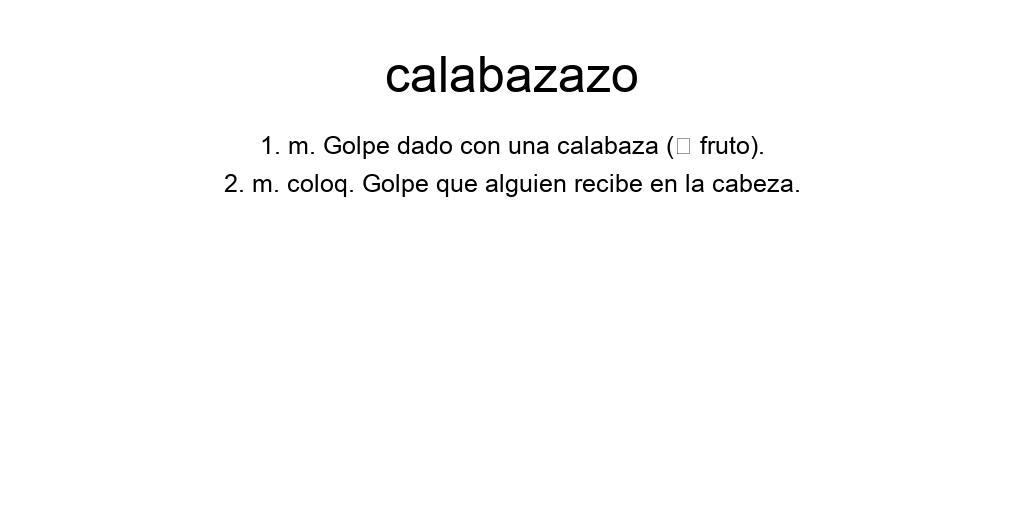 calabazazo
1. m. Golpe dado con una calabaza (□ fruto).
2. m. coloq. Golpe que alguien recibe en la cabeza.